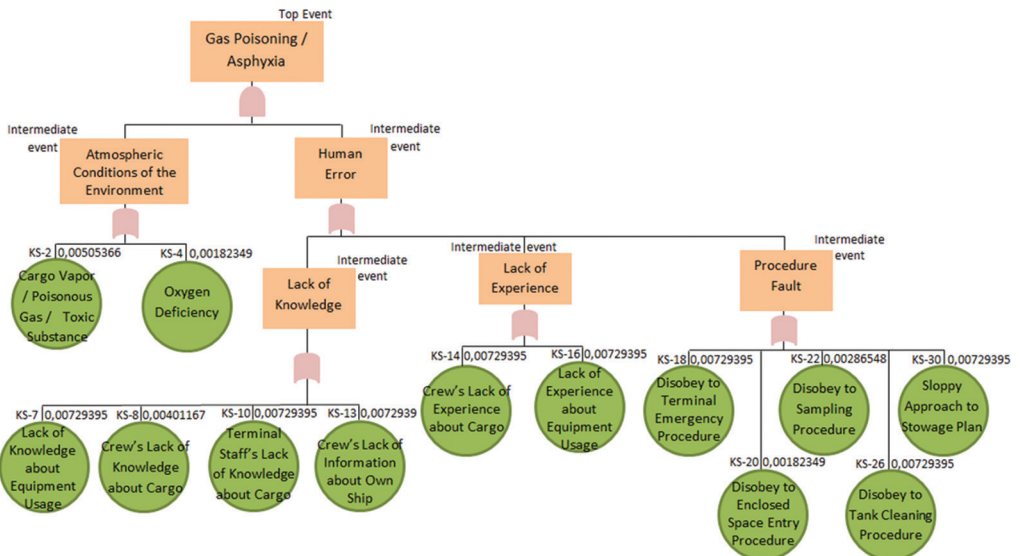 Top Event
Gas Poisoning /
Asphyxia
Intermediate
event
Intermediate
event
Atmospheric
Conditions of the
Environment
Human
Error
KS-2 0,00505366
KS-4 0,00182349
Cargo Vapor
/ Poisonous
Gas / Toxic
Substance
Oxygen
Deficiency
Intermediate
event
Intermediate event
Intermediate
event
Lack of
Knowledge
Lack of
Experience
Procedure
Fault
KS-14 0,00729395
KS-16 0,00729395
KS-18 0,00729395
KS-22 0,00286548
KS-30 0,00729395
Crew's Lack of
Experience
about Cargo
Lack of
Experience
about
Equipment
Usage
Disobey to
Terminal
Emergency
Procedure
Disobey to
Sampling
Procedure
Sloppy
Approach to
Stowage Plan
KS-7 0,00729395
KS-8 0,00401167
KS-10 0,00729395
KS-13 0,0072939
Lack of
Knowledge
about
Equipment
Usage
Crew's Lack of
Knowledge
about Cargo
Terminal
Staff's Lack
of Knowledge
about Cargo
Crew's Lack of
Information
about Own
Ship
KS-20 0,00182349
KS-26 0,00729395
Disobey to
Enclosed
Space Entry
Procedure
Disobey to
Tank Cleaning
Procedure